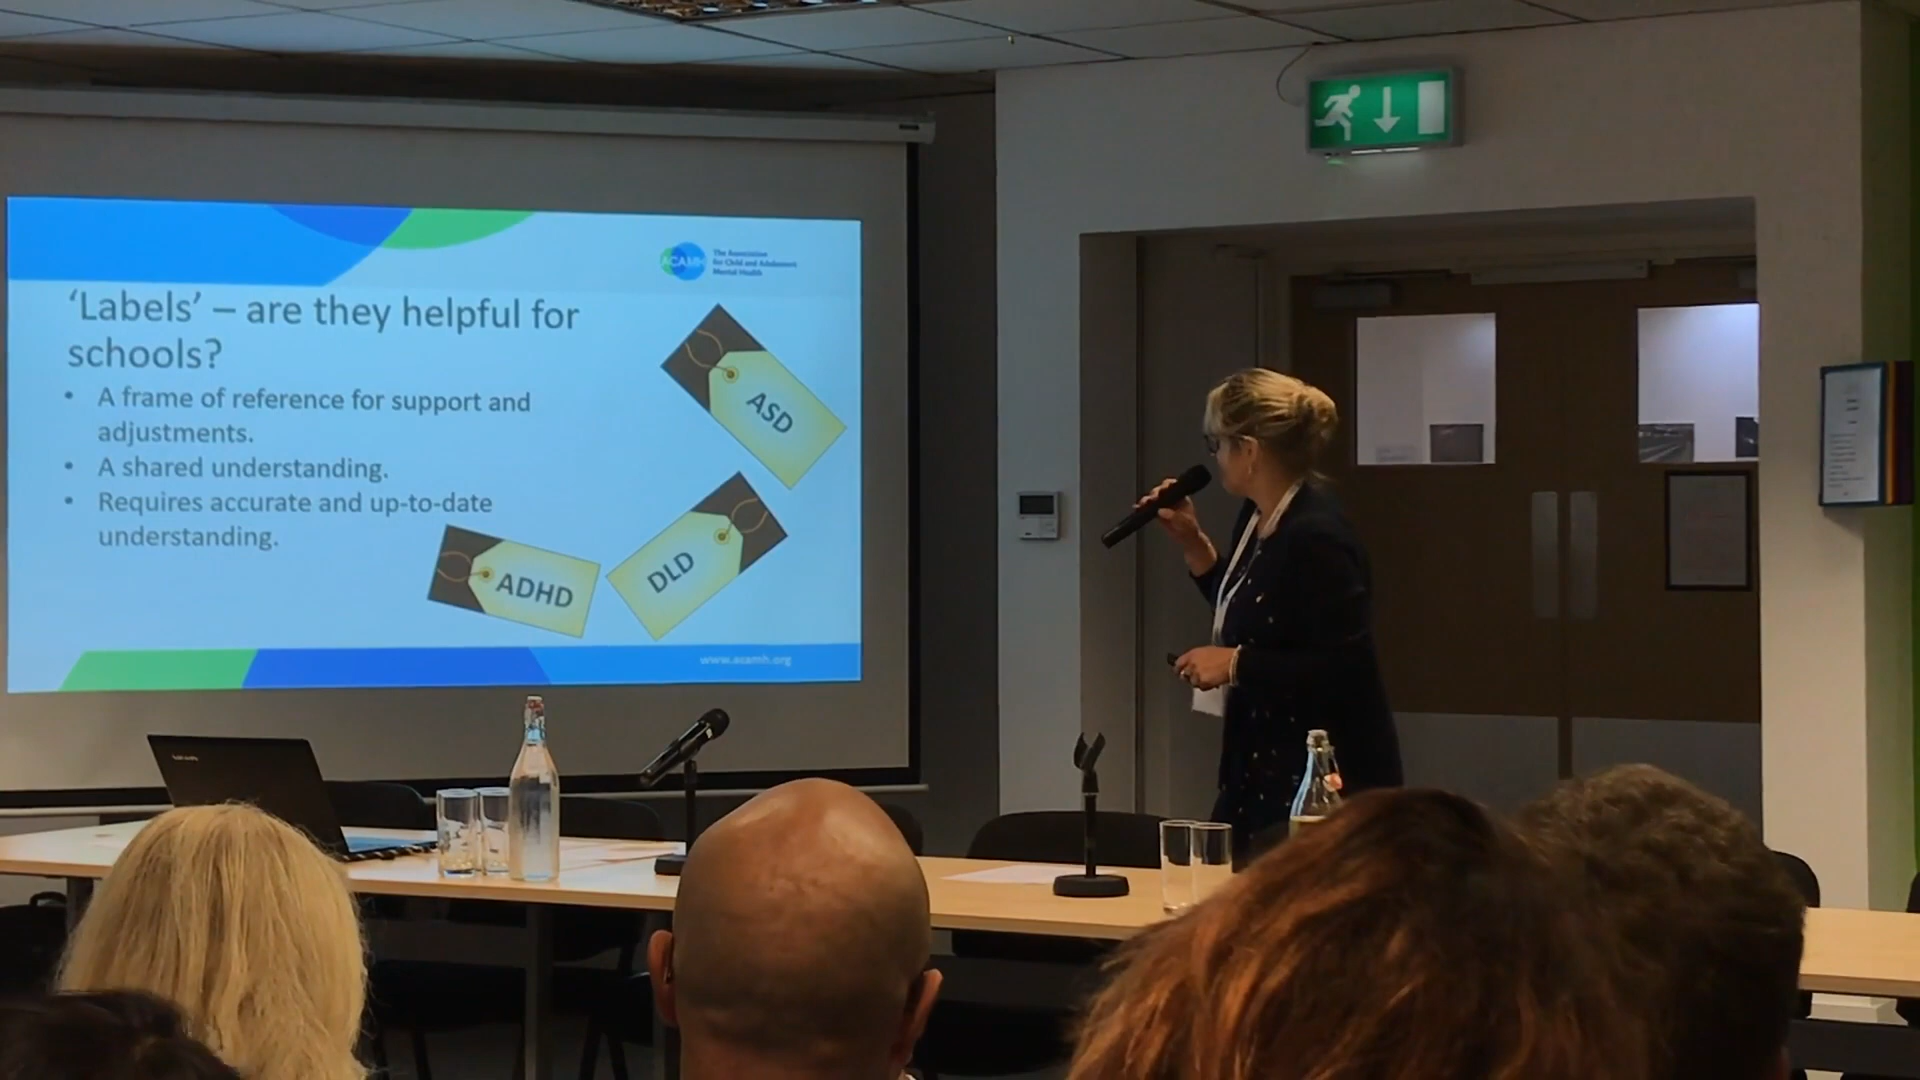 ACAMH
The Association
for Child and Adolescent
Mental Health
‘Labels’ – are they helpful for
schools?
• A frame of reference for support and
adjustments.
• A shared understanding.
• Requires accurate and up-to-date
understanding.
ASD
DLD
ADHD
www.acamh.org